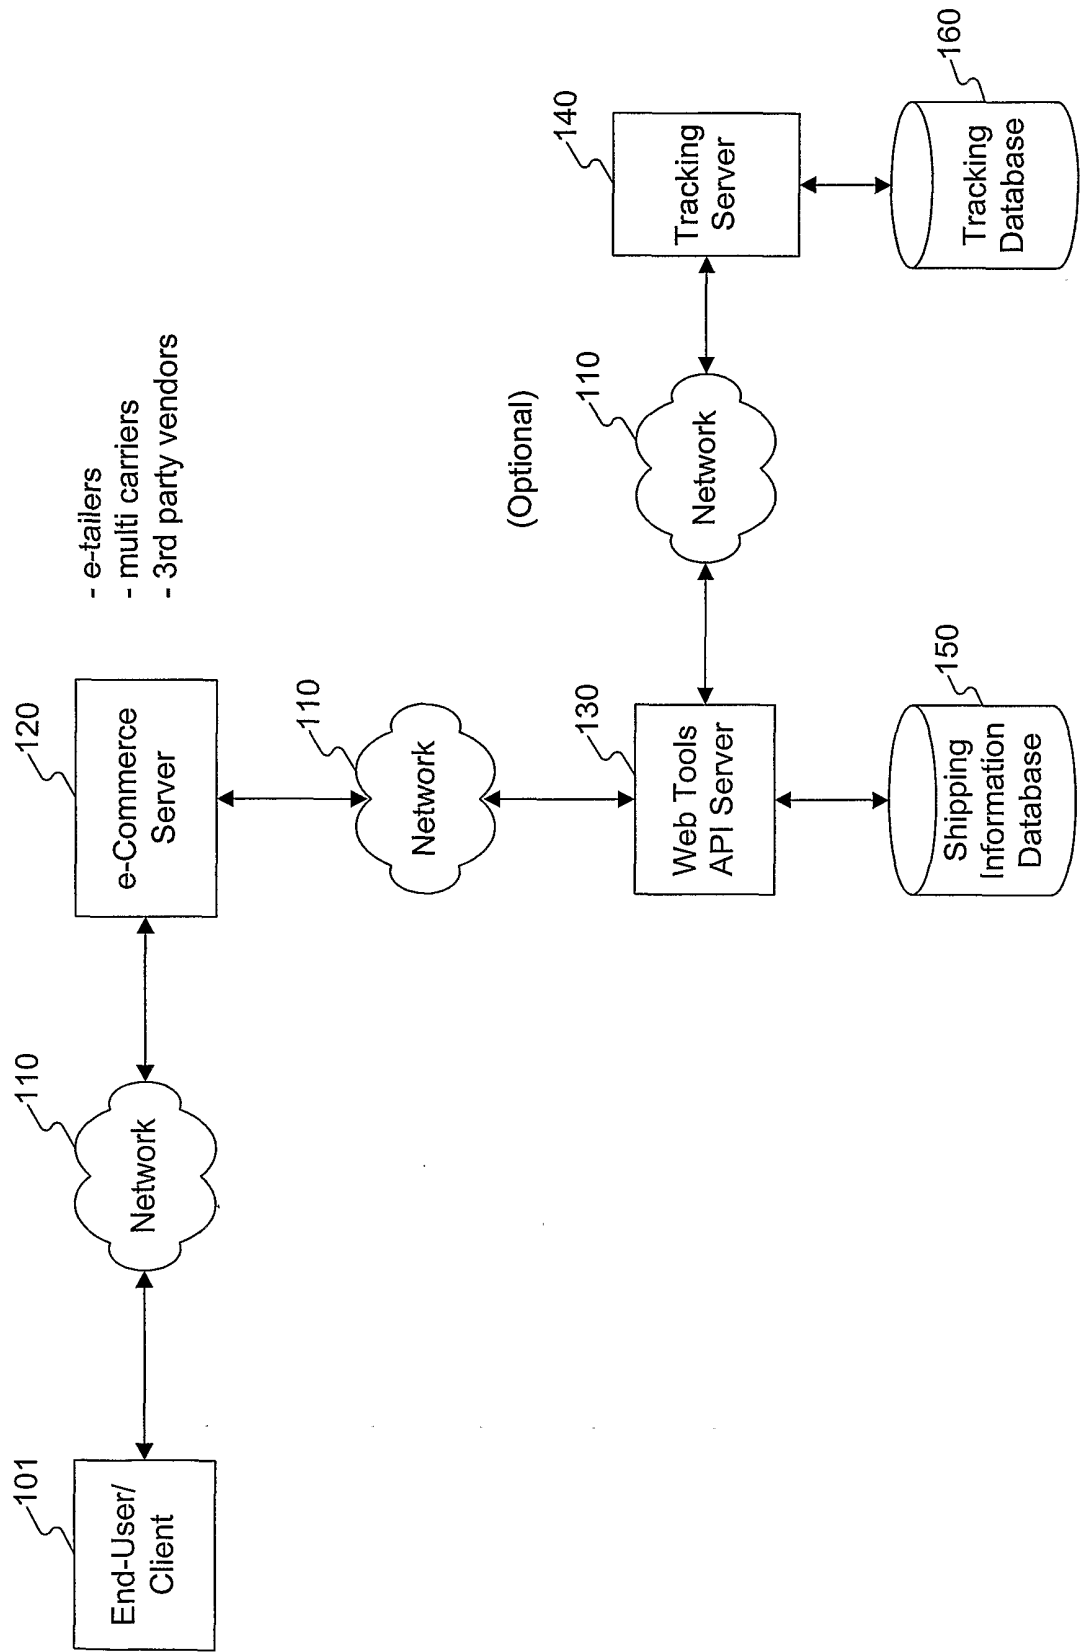 101
End-User/
Client
110
Network
120
e-Commerce
Server
- e-tailers
- multi carriers
- 3rd party vendors
110
Network
130
Web Tools
API Server
(Optional)
110
Network
140
Tracking
Server
150
Shipping
Information
Database
160
Tracking
Database